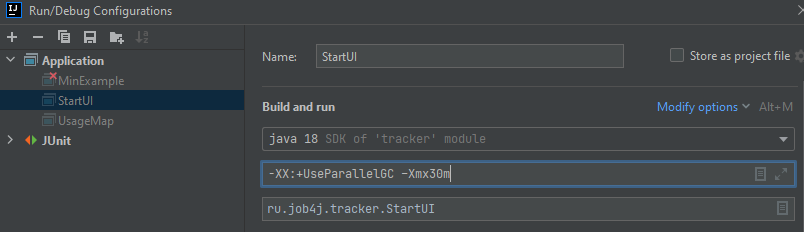 Run/Debug Configurations
Application
MinExample
StartUI
UsageMap
JUnit
Name: StartUI Store as project file
Build and run Modify options Alt+M
java 18 SDK of 'tracker' module
-XX:+UseParallelGC -Xmx30m
ru.job4j.tracker.StartUI